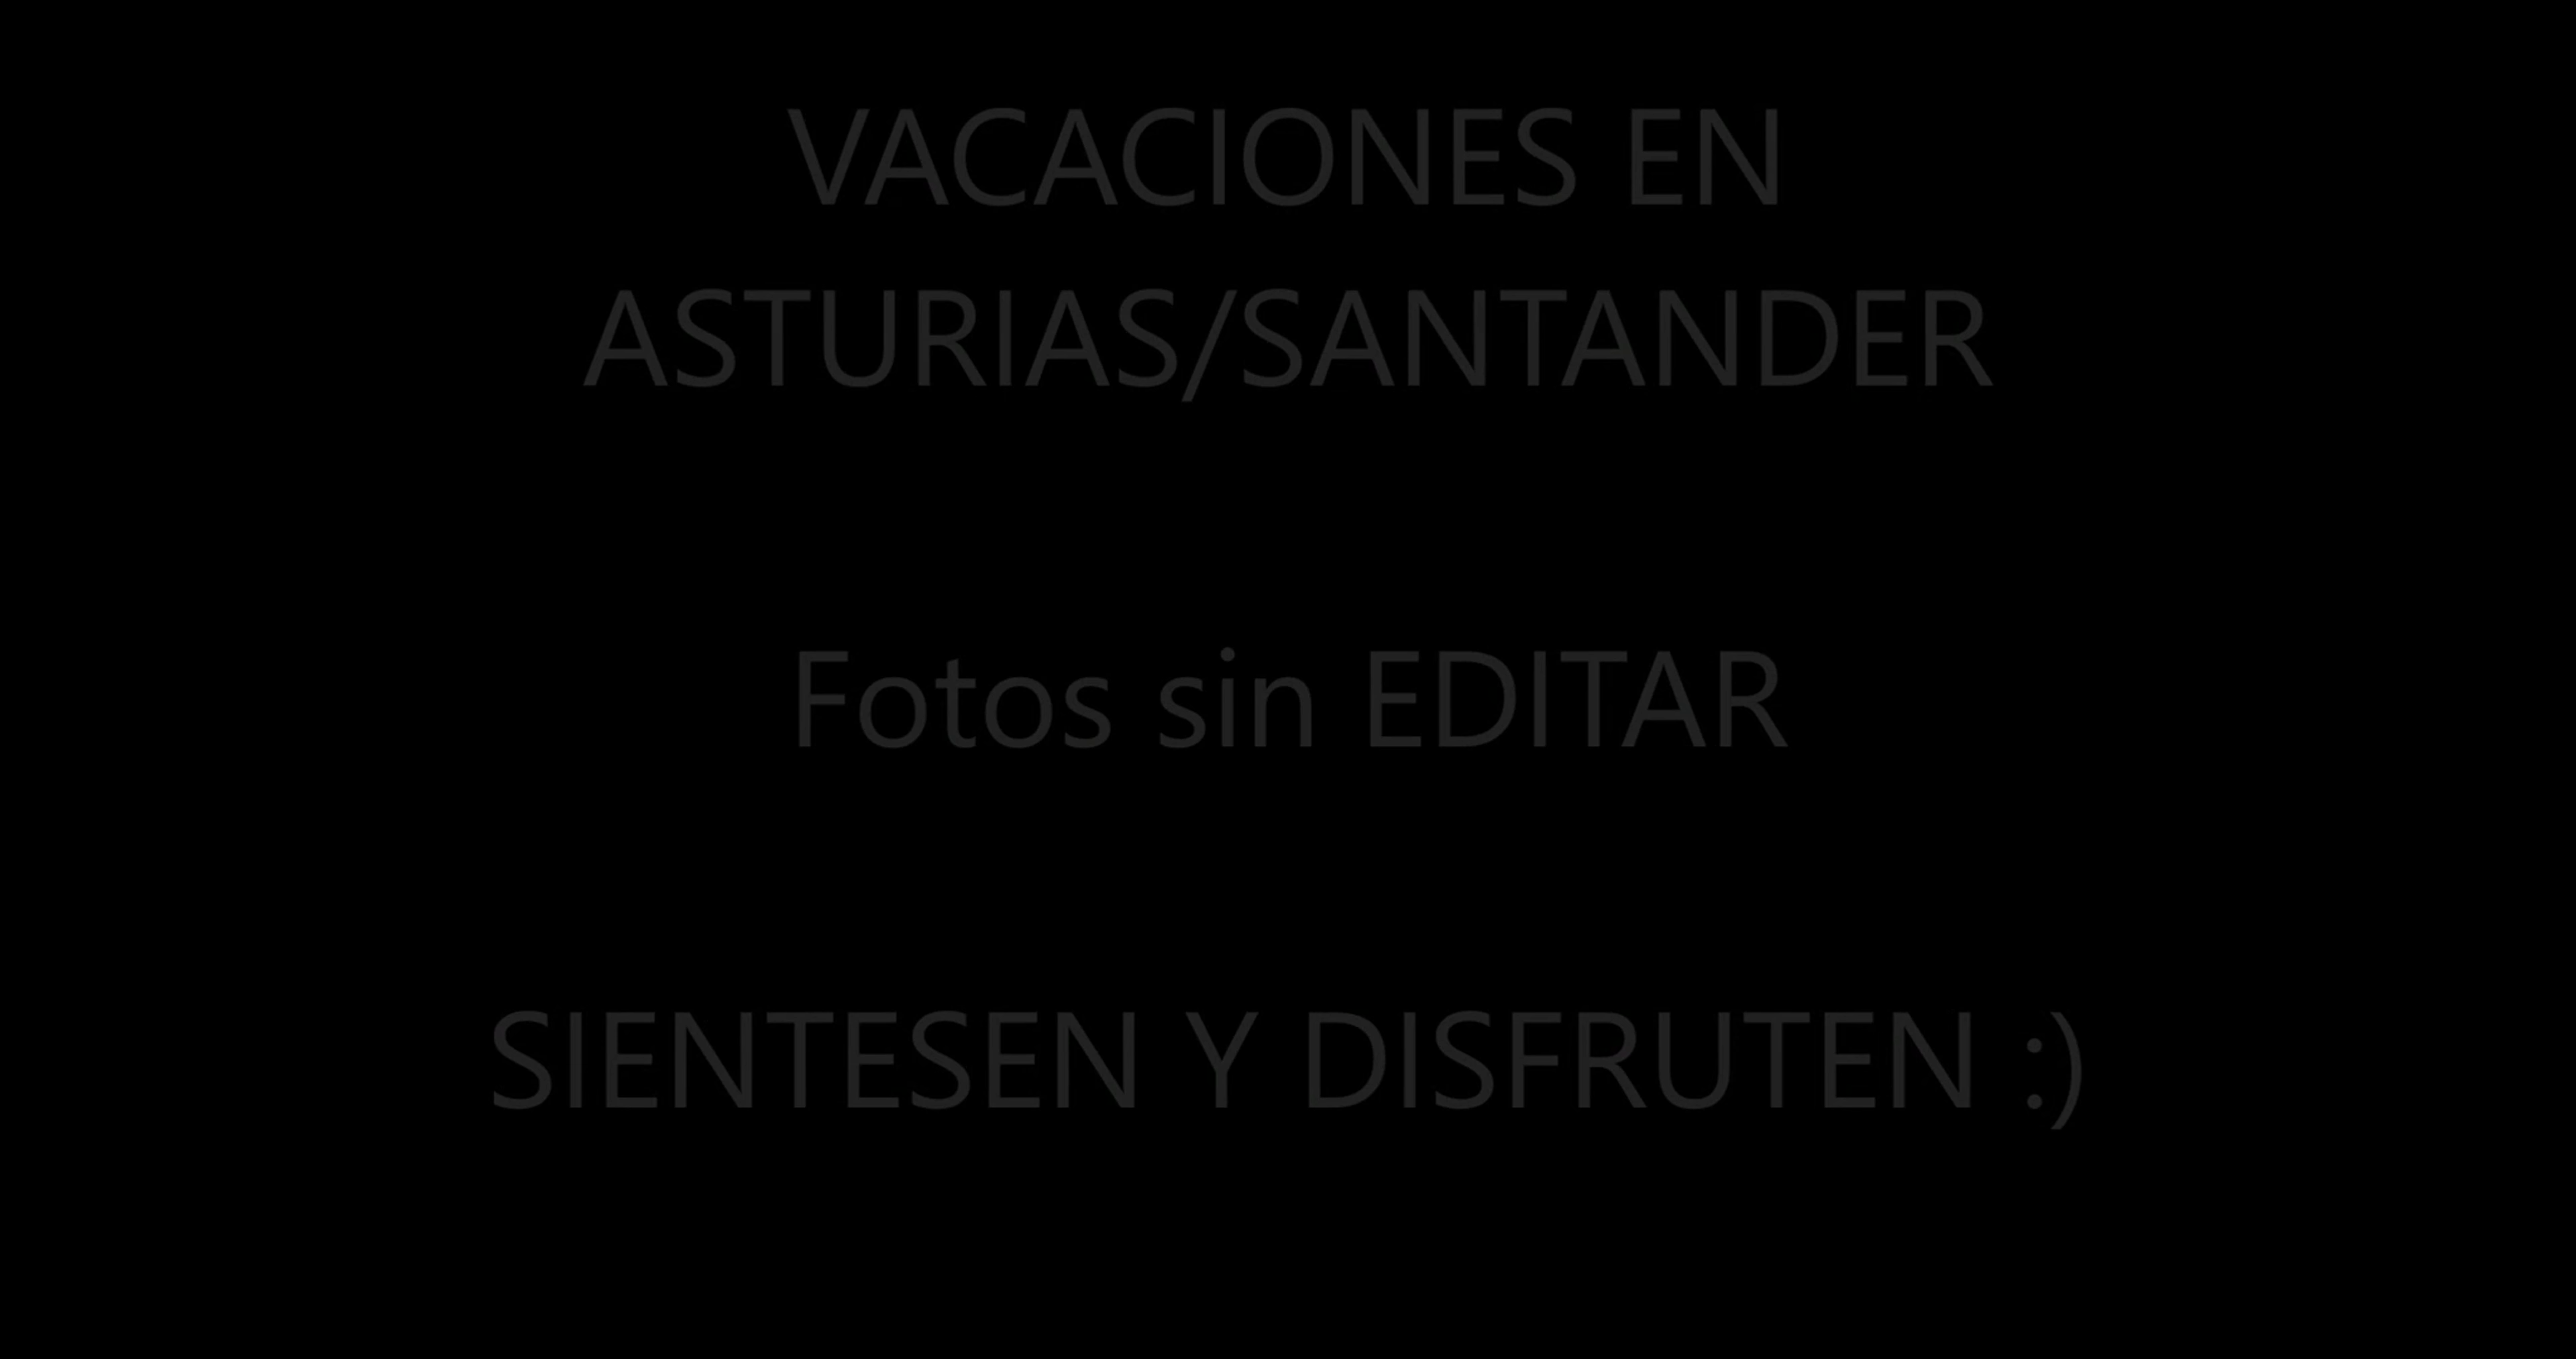 VACACIONES EN
ASTURIAS/SANTANDER
Fotos sin EDITAR
SIENTESEN Y DISFRUTEN :)